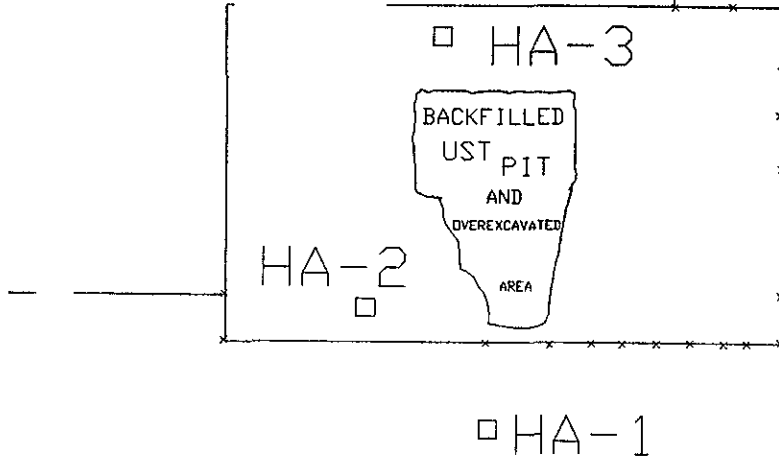 HA-3
BACKFILLED
UST PIT
AND
OVEREXCAVATED
AREA
HA-2
HA-1